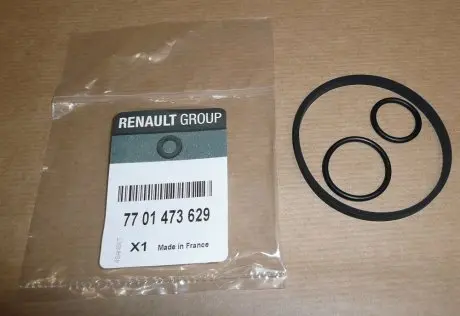 RENAULT GROUP
77 01 473 629
X1 Made in France